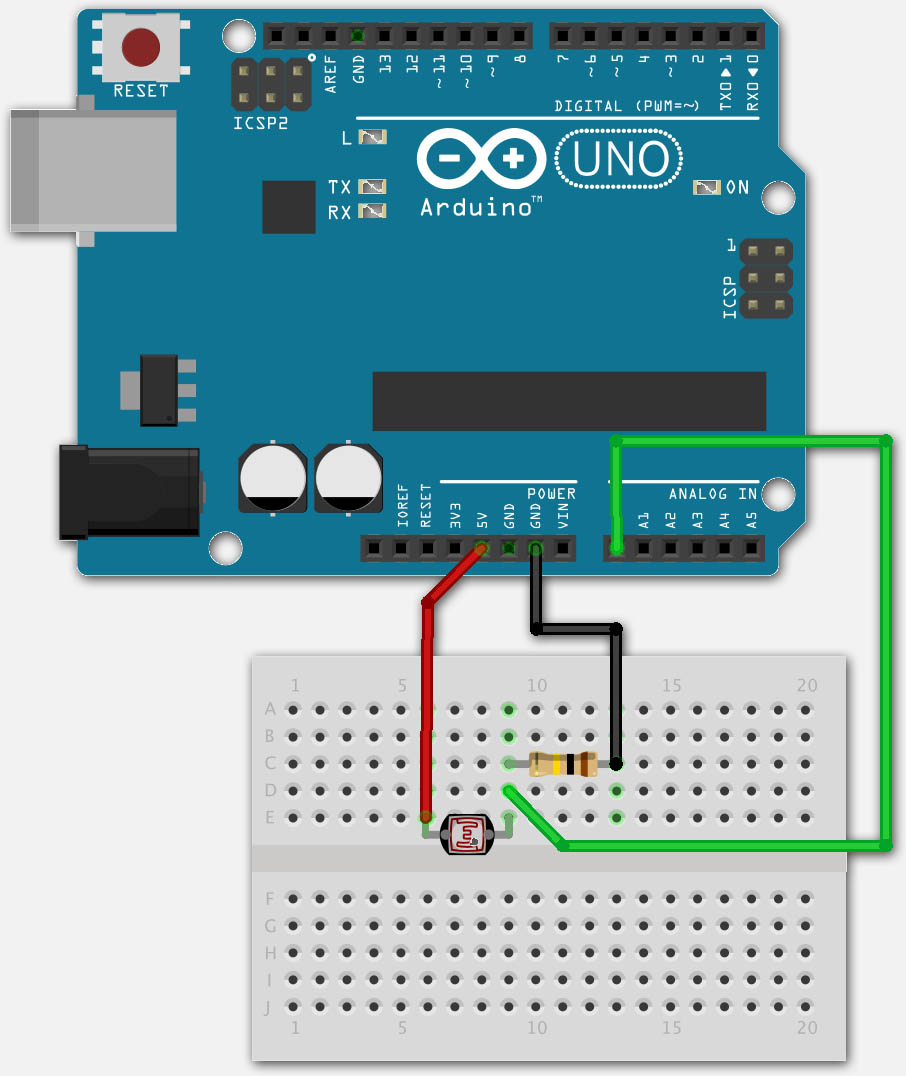 RESET
ICSP2
AREF
GND
13
12
~11
~10
~9
8
7
~6
~5
4
~3
2
TX0▶1
RX0◀0
DIGITAL (PWM=~)
L
TX
RX
Arduino™
UNO
ON
1
ICSP
POWER
ANALOG IN
IOREF
RESET
3V3
5V
GND
GND
VIN
A1
A2
A3
A4
A5
1 5 10 15 20
A
B
C
D
E
F
G
H
I
J
1 5 10 15 20